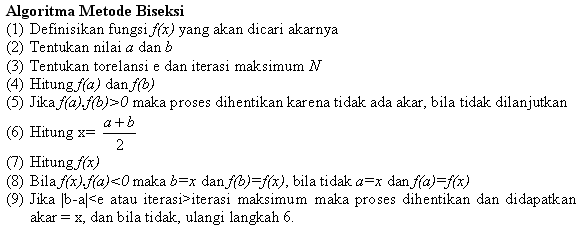 Algoritma Metode Biseksi
(1) Definisikan fungsi f(x) yang akan dicari akarnya
(2) Tentukan nilai a dan b
(3) Tentukan torelansi e dan iterasi maksimum N
(4) Hitung f(a) dan f(b)
(5) Jika f(a).f(b)>0 maka proses dihentikan karena tidak ada akar, bila tidak dilanjutkan
(6) Hitung x= (a+b)/2
(7) Hitung f(x)
(8) Bila f(x).f(a)<0 maka b=x dan f(b)=f(x), bila tidak a=x dan f(a)=f(x)
(9) Jika |b-a|<e atau iterasi>iterasi maksimum maka proses dihentikan dan didapatkan
akar = x, dan bila tidak, ulangi langkah 6.